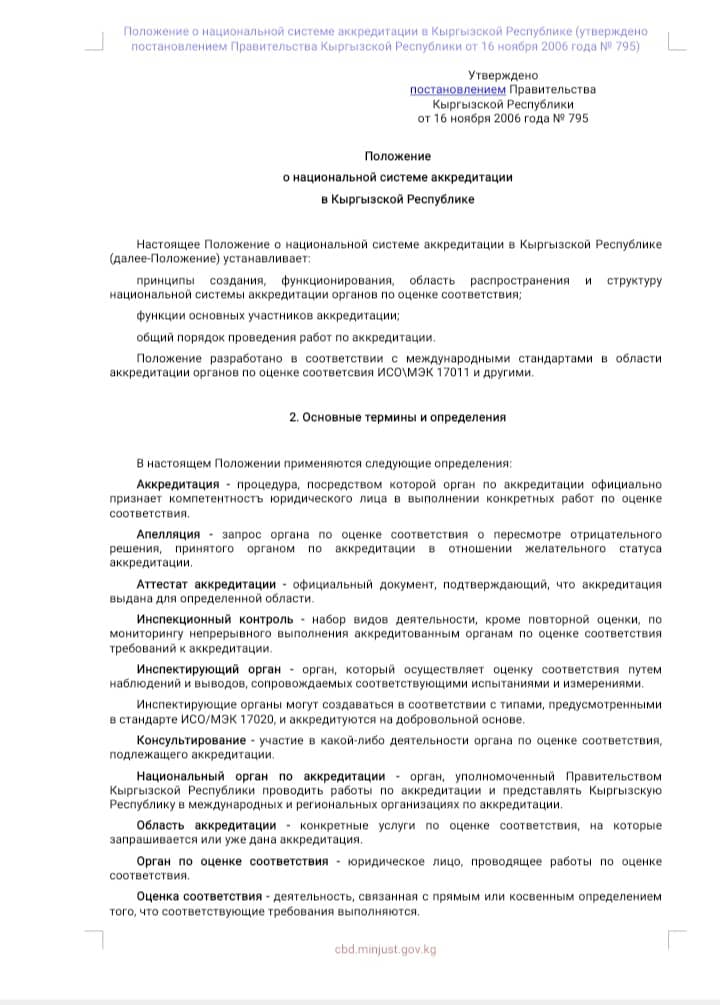 Положение о национальной системе аккредитации в Кыргызской Республике (утверждено
постановлением Правительства Кыргызской Республики от 16 ноября 2006 года № 795)
Утверждено
постановлением Правительства
Кыргызской Республики
от 16 ноября 2006 года № 795
Положение
о национальной системе аккредитации
в Кыргызской Республике
Настоящее Положение о национальной системе аккредитации в Кыргызской Республике
(далее-Положение) устанавливает:
принципы создания, функционирования, область распространения и структуру
национальной системы аккредитации органов по оценке соответствия;
функции основных участников аккредитации;
общий порядок проведения работ по аккредитации.
Положение разработано в соответствии с международными стандартами в области
аккредитации органов по оценке соответсвия ИСО\МЭК 17011 и другими.
2. Основные термины и определения
В настоящем Положении применяются следующие определения:
Аккредитация - процедура, посредством которой орган по аккредитации официально
признает компетентностъ юридического лица в выполнении конкретных работ по оценке
соответствия.
Апелляция - запрос органа по оценке соответствия о пересмотре отрицательного
решения, принятого органом по аккредитации в отношении желательного статуса
аккредитации.
Аттестат аккредитации - официальный документ, подтверждающий, что аккредитация
выдана для определенной области.
Инспекционный контроль - набор видов деятельности, кроме повторной оценки, по
мониторингу непрерывного выполнения аккредитованным органам по оценке соответствия
требований к аккредитации.
Инспектирующий орган - орган, который осуществляет оценку соответствия путем
наблюдений и выводов, сопровождаемых соответствующими испытаниями и измерениями.
Инспектирующие органы могут создаваться в соответствии с типами, предусмотренными
в стандарте ИСО/МЭК 17020, и аккредитуются на добровольной основе.
Консультирование - участие в какой-либо деятельности органа по оценке соответствия,
подлежащего аккредитации.
Национальный орган по аккредитации - орган, уполномоченный Правительством
Кыргызской Республики проводить работы по аккредитации и представлять Кыргызскую
Республику в международных и региональных организациях по аккредитации.
Область аккредитации - конкретные услуги по оценке соответствия, на которые
запрашивается или уже дана аккредитация.
Орган по оценке соответствия - юридическое лицо, проводящее работы по оценке
соответствия.
Оценка соответствия - деятельность, связанная с прямым или косвенным определением
того, что соответствующие требования выполняются.
cbd.minjust.gov.kg